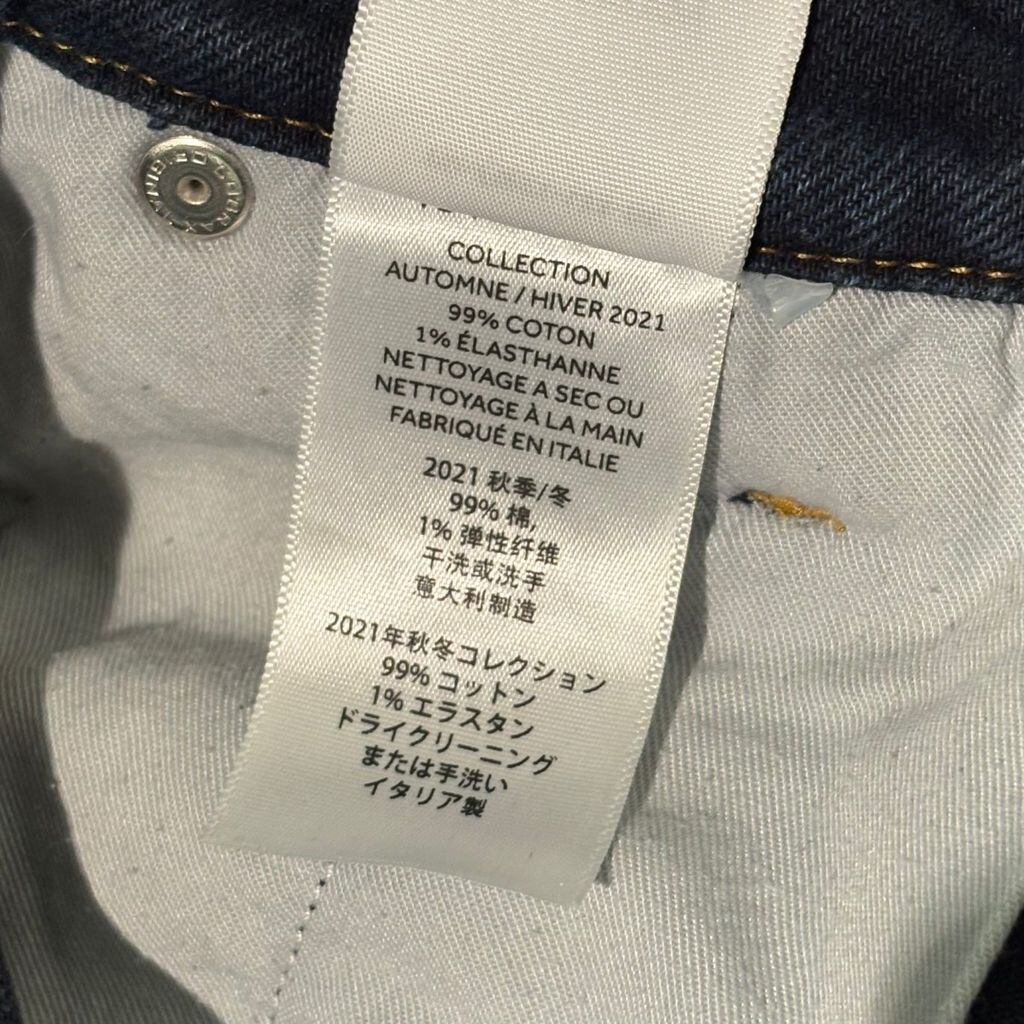 COLLECTION
AUTOMNE / HIVER 2021
99% COTON
1% ÉLASTHANNE
NETTOYAGE A SEC OU
NETTOYAGE À LA MAIN
FABRIQUÉ EN ITALIE
2021 秋季/冬
99% 棉,
1% 弹性纤维
干洗或洗手
意大利制造
2021年秋冬コレクション
99% コットン
1% エラスタン
ドライクリーニング
または手洗い
イタリア製